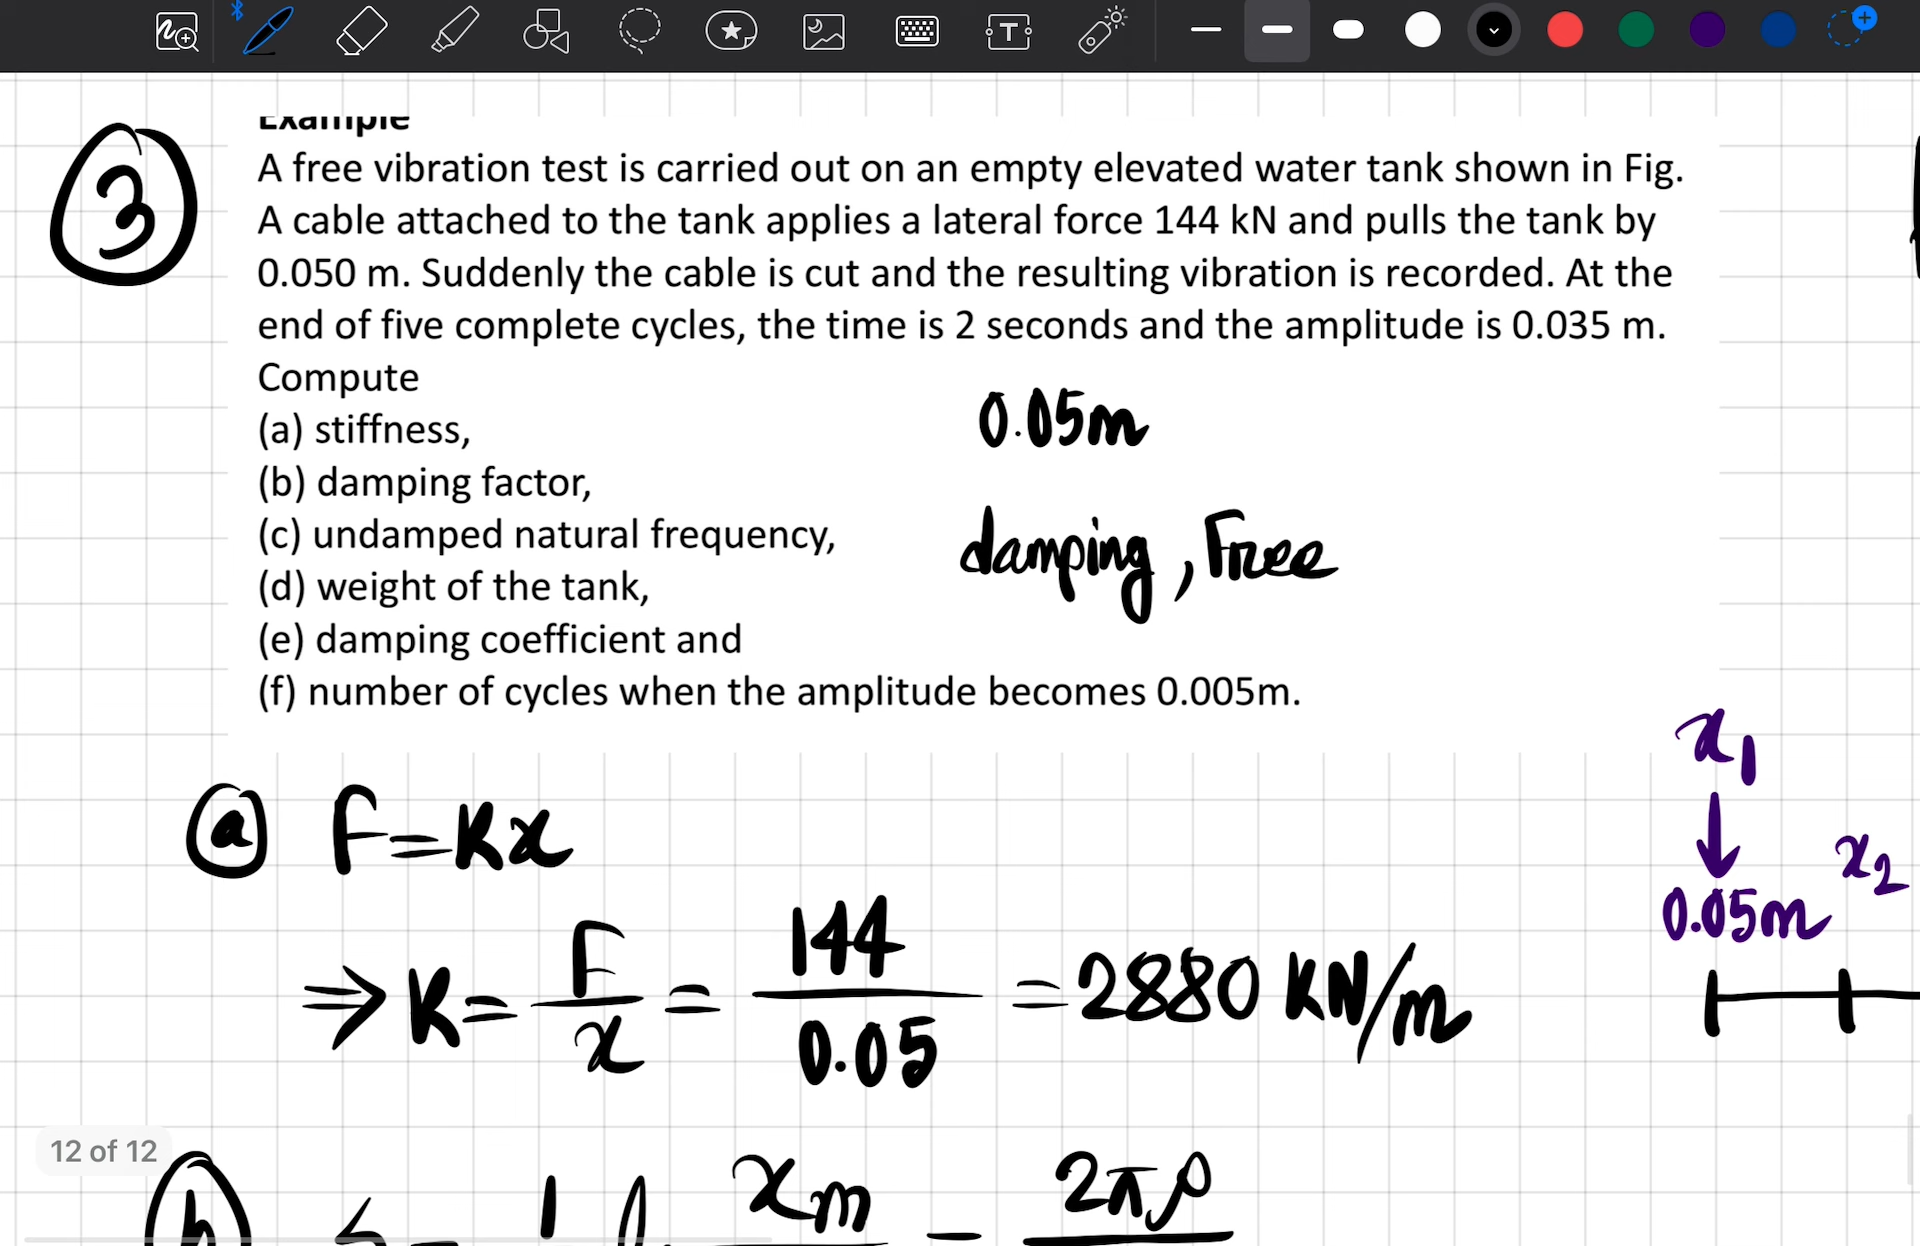 Example
3
A free vibration test is carried out on an empty elevated water tank shown in Fig.
A cable attached to the tank applies a lateral force 144 kN and pulls the tank by
0.050 m. Suddenly the cable is cut and the resulting vibration is recorded. At the
end of five complete cycles, the time is 2 seconds and the amplitude is 0.035 m.
Compute
0.05m
(a) stiffness,
(b) damping factor,
(c) undamped natural frequency,
damping, Free
(d) weight of the tank,
(e) damping coefficient and
(f) number of cycles when the amplitude becomes 0.005m.
x₁
a F=Kx
x₂
0.05m
⇒ K = F/x = 144/0.05 = 2880 KN/m
12 of 12
xm 2πρ